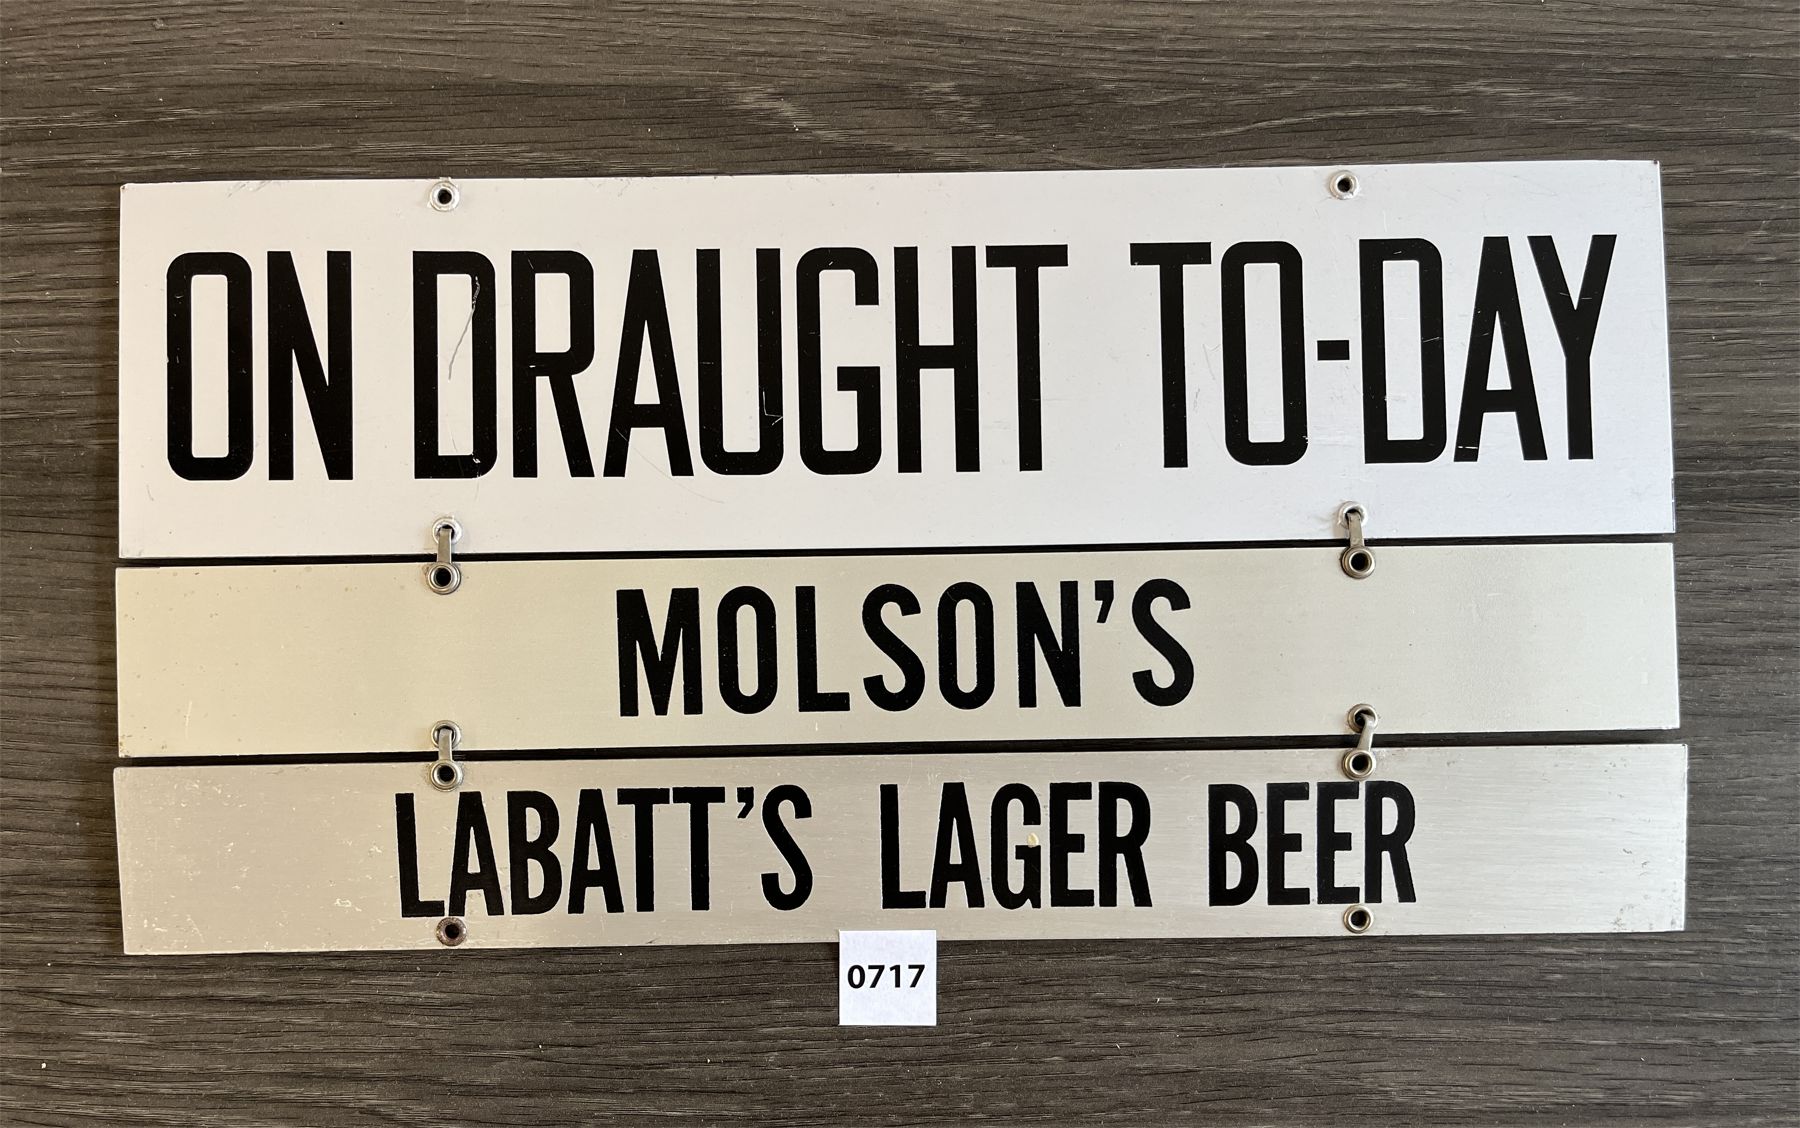 ON DRAUGHT TO-DAY
MOLSON'S
LABATT'S LAGER BEER
0717